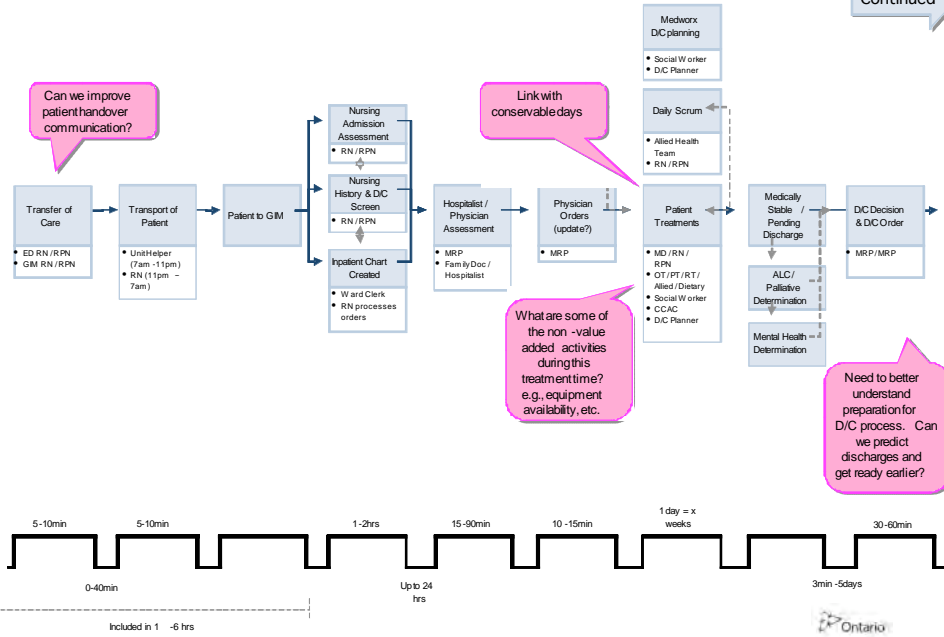 Continued
Medworx
D/C planning
• Social Worker
• D/C Planner
Can we improve
patient handover
communication?
Link with
conservable days
Nursing
Admission
Assessment
• RN / RPN
Daily Scrum
• Allied Health
Team
• RN / RPN
Nursing
History & D/C
Screen
• RN / RPN
Transfer of
Care
• ED RN / RPN
• GIM RN / RPN
Transport of
Patient
• Unit Helper
(7am -11pm)
• RN (11pm –
7am)
Patient to GIM
Inpatient Chart
Created
• Ward Clerk
• RN processes
orders
Hospitalist /
Physician
Assessment
• MRP
• Family Doc /
Hospitalist
Physician
Orders
(update?)
• MRP
Patient
Treatments
• MD / RN /
RPN
• OT / PT / RT /
Allied / Dietary
• Social Worker
• CCAC
• D/C Planner
Medically
Stable /
Pending
Discharge
D/C Decision
& D/C Order
• MRP / MRP
ALC /
Palliative
Determination
Mental Health
Determination
What are some of
the non -value
added activities
during this
treatment time?
e.g., equipment
availability, etc.
Need to better
understand
preparation for
D/C process. Can
we predict
discharges and
get ready earlier?
5-10min
5-10min
1-2hrs
15-90min
10 -15min
1 day = x
weeks
30-60min
0-40min
Up to 24
hrs
3min -5days
Included in 1 -6 hrs
Ontario